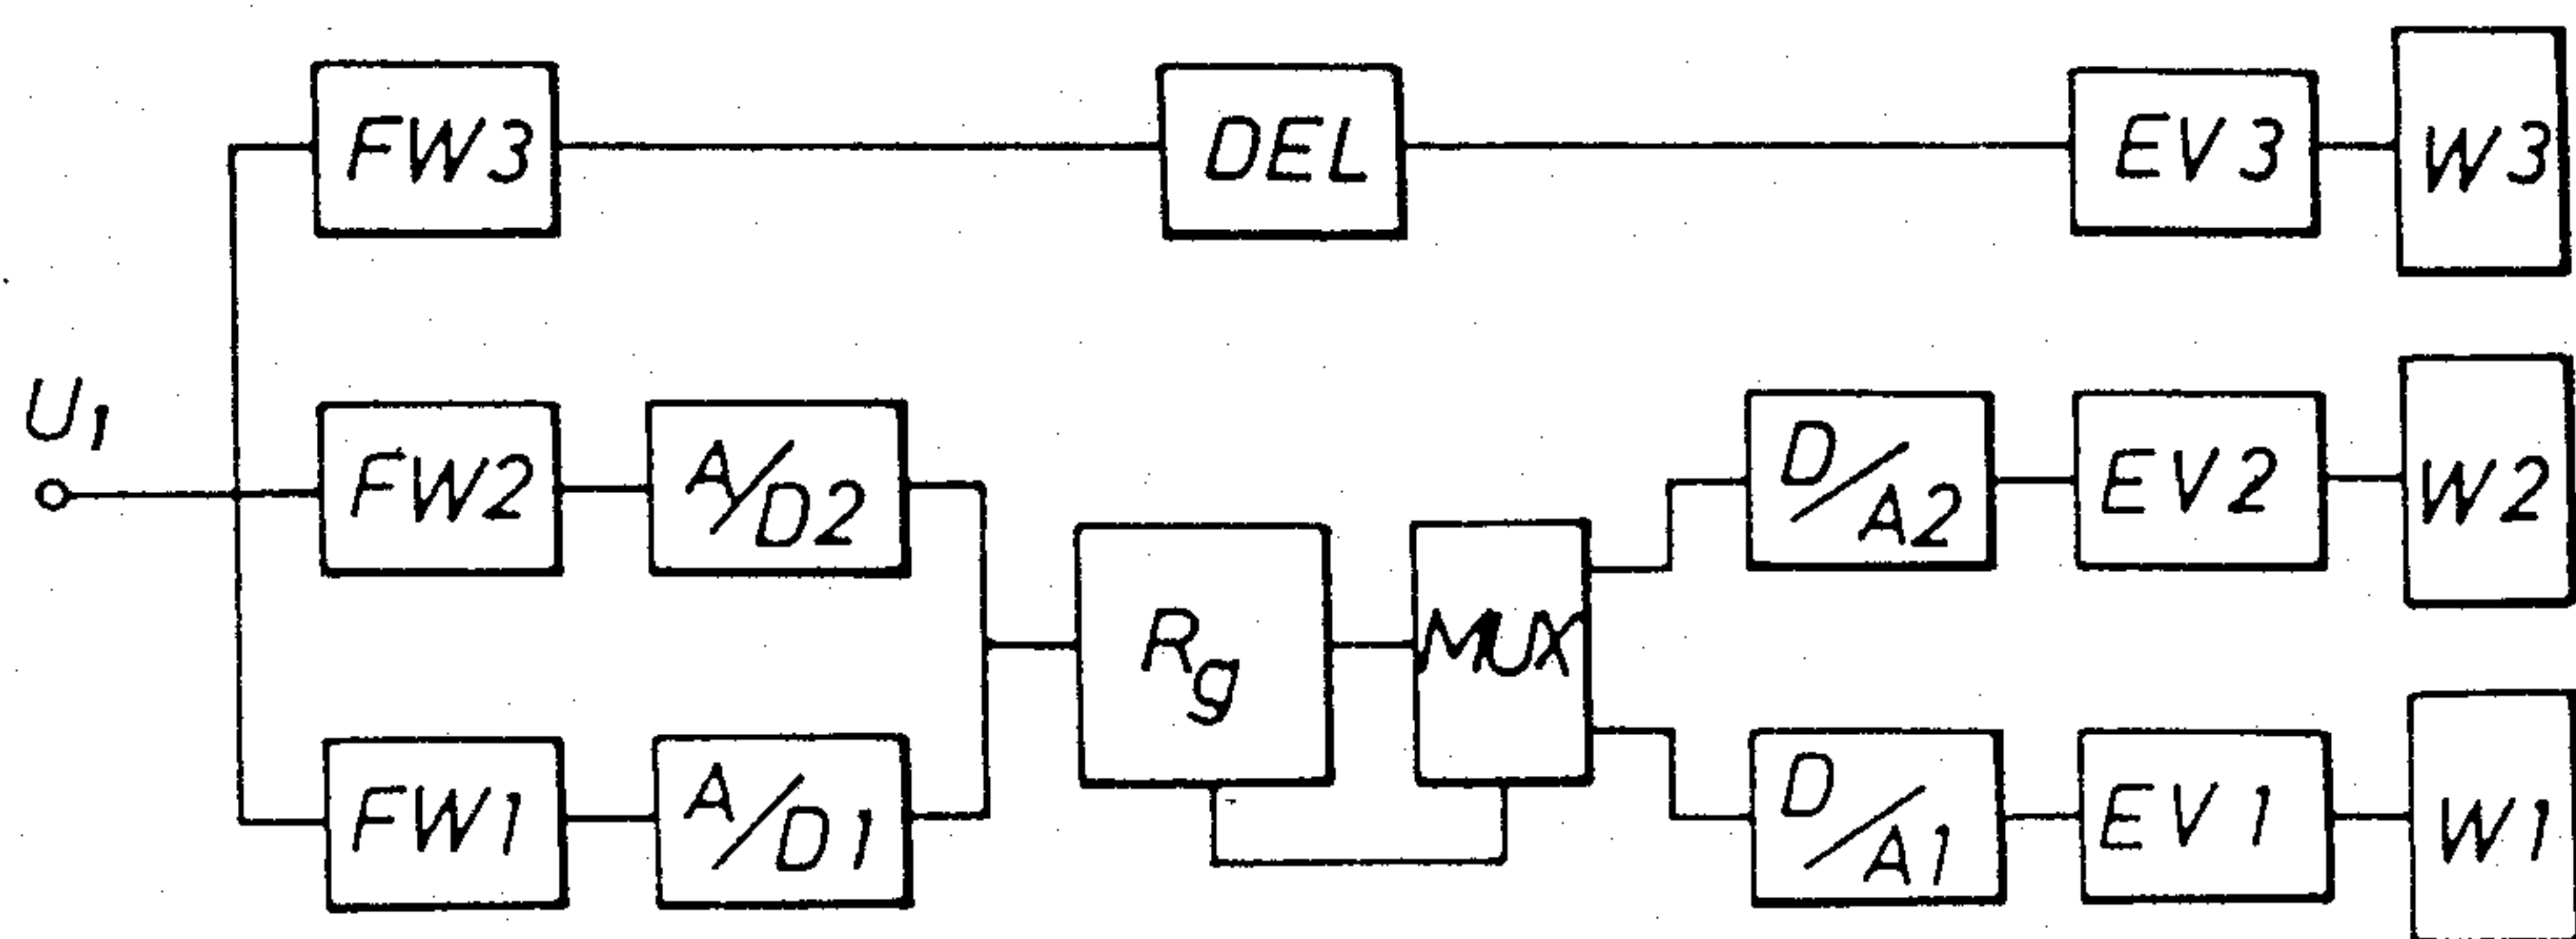 FW3
DEL
EV3
W3
U1
FW2
A/D2
D/A2
EV2
W2
Rg
MUX
FW1
A/D1
D/A1
EV1
W1